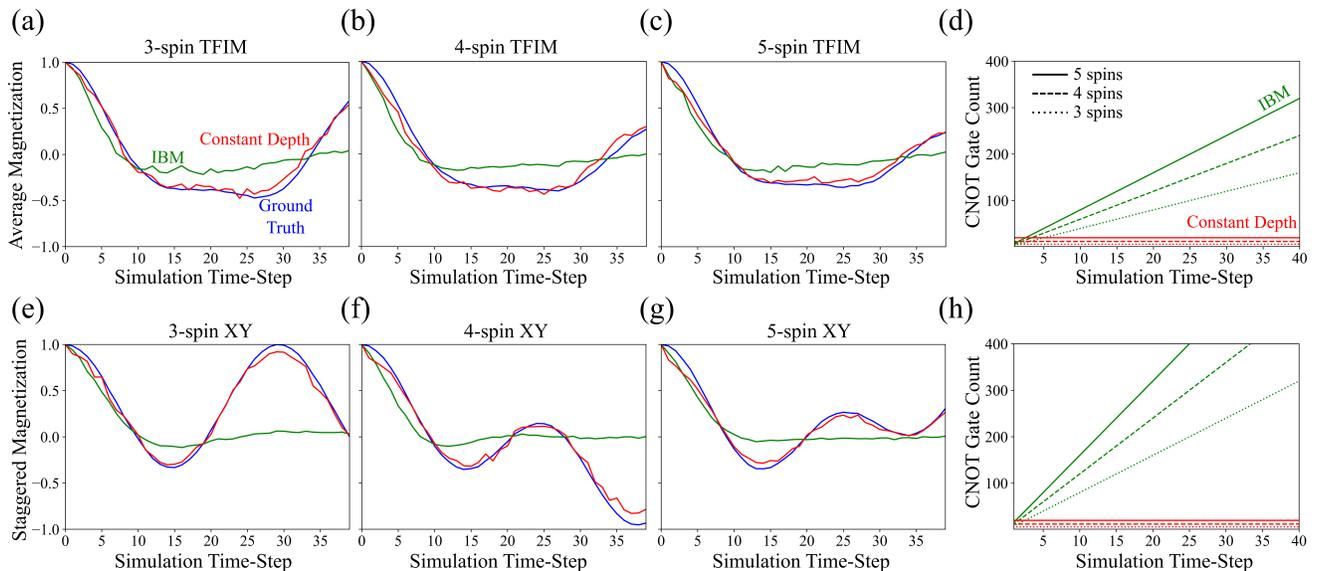 (a)
(b)
(c)
(d)
3-spin TFIM
4-spin TFIM
5-spin TFIM
Average Magnetization
1.0
0.5
0.0
−0.5
−1.0
IBM
Constant Depth
Ground
Truth
0 5 10 15 20 25 30 35
Simulation Time-Step
0 5 10 15 20 25 30 35
Simulation Time-Step
0 5 10 15 20 25 30 35
Simulation Time-Step
CNOT Gate Count
400
300
200
100
5 spins
4 spins
3 spins
IBM
Constant Depth
5 10 15 20 25 30 35 40
Simulation Time-Step
(e)
(f)
(g)
(h)
3-spin XY
4-spin XY
5-spin XY
Staggered Magnetization
1.0
0.5
0.0
−0.5
−1.0
0 5 10 15 20 25 30 35
Simulation Time-Step
0 5 10 15 20 25 30 35
Simulation Time-Step
0 5 10 15 20 25 30 35
Simulation Time-Step
CNOT Gate Count
400
300
200
100
5 10 15 20 25 30 35 40
Simulation Time-Step